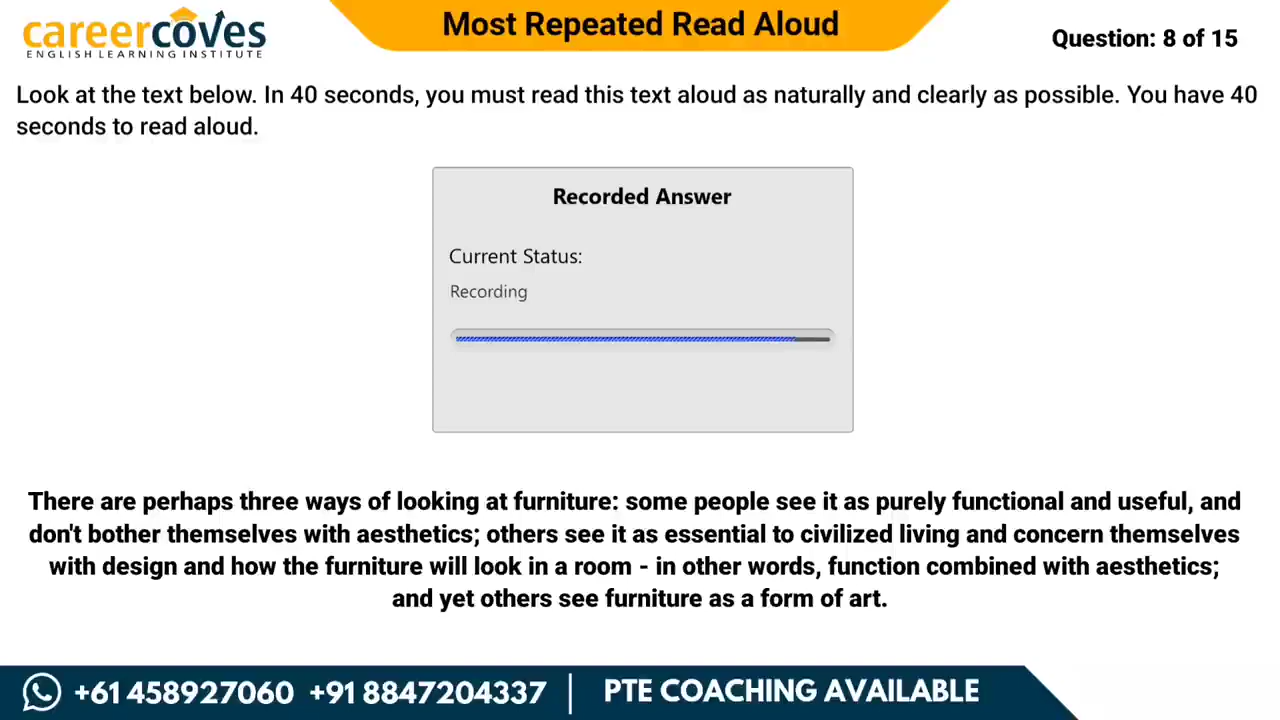 careercoves
ENGLISH LEARNING INSTITUTE
Most Repeated Read Aloud
Question: 8 of 15
Look at the text below. In 40 seconds, you must read this text aloud as naturally and clearly as possible. You have 40
seconds to read aloud.
Recorded Answer
Current Status:
Recording
There are perhaps three ways of looking at furniture: some people see it as purely functional and useful, and
don't bother themselves with aesthetics; others see it as essential to civilized living and concern themselves
with design and how the furniture will look in a room - in other words, function combined with aesthetics;
and yet others see furniture as a form of art.
+61 458927060 +91 8847204337 | PTE COACHING AVAILABLE